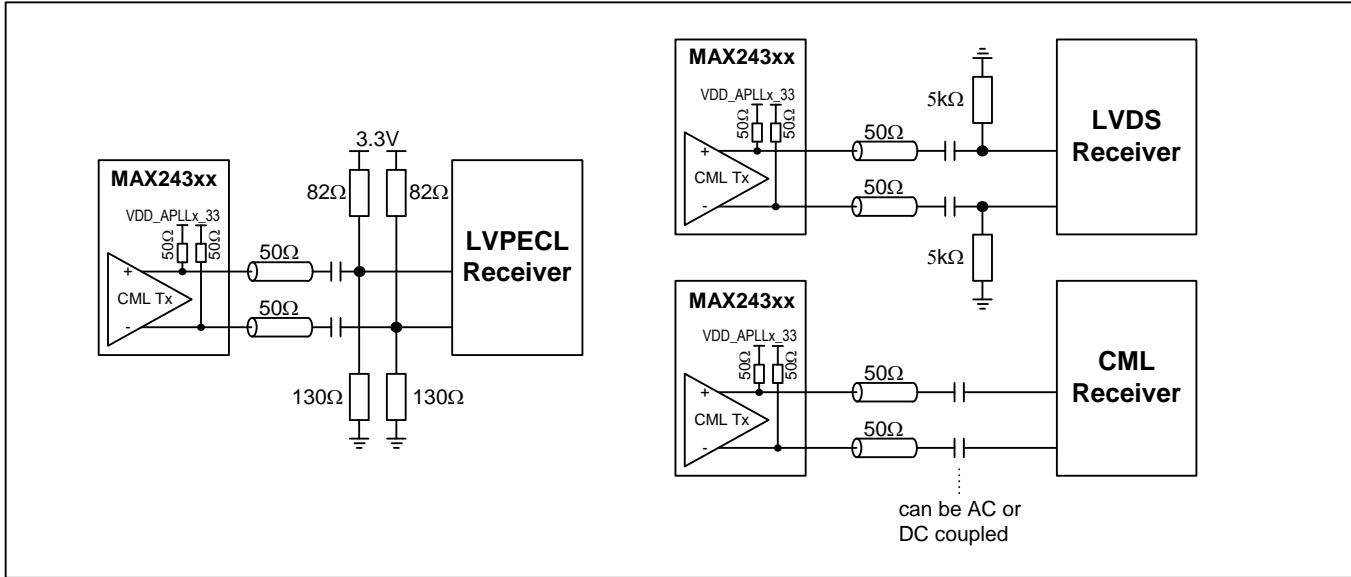 MAX243xx
VDD_APLLx_33
50Ω
50Ω
+
CML Tx
-
50Ω
50Ω
3.3V
82Ω
82Ω
130Ω
130Ω
LVPECL
Receiver
MAX243xx
VDD_APLLx_33
50Ω
50Ω
+
CML Tx
-
50Ω
50Ω
5kΩ
5kΩ
LVDS
Receiver
MAX243xx
VDD_APLLx_33
50Ω
50Ω
+
CML Tx
-
50Ω
50Ω
CML
Receiver
can be AC or
DC coupled